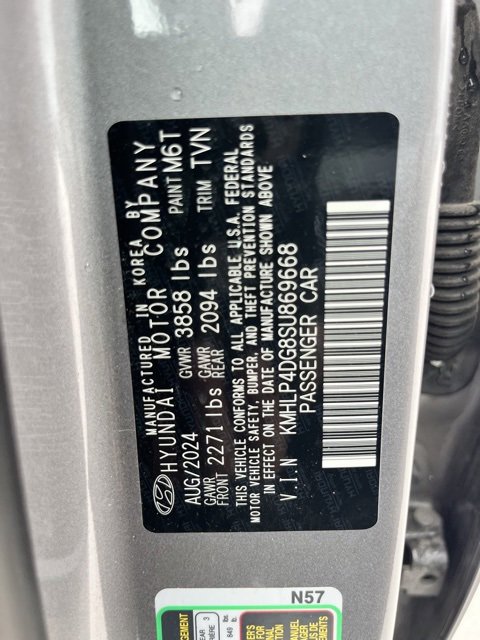 MANUFACTURED IN KOREA BY
HYUNDAI MOTOR COMPANY
AUG/2024 GVWR 3858 lbs PAINT M6T
GAWR FRONT 2271 lbs GAWR REAR 2094 lbs TRIM TVN
THIS VEHICLE CONFORMS TO ALL APPLICABLE U.S.A. FEDERAL
MOTOR VEHICLE SAFETY, BUMPER, AND THEFT PREVENTION STANDARDS
IN EFFECT ON THE DATE OF MANUFACTURE SHOWN ABOVE
V.I.N KMHLP4DG8SU869668
PASSENGER CAR
N57